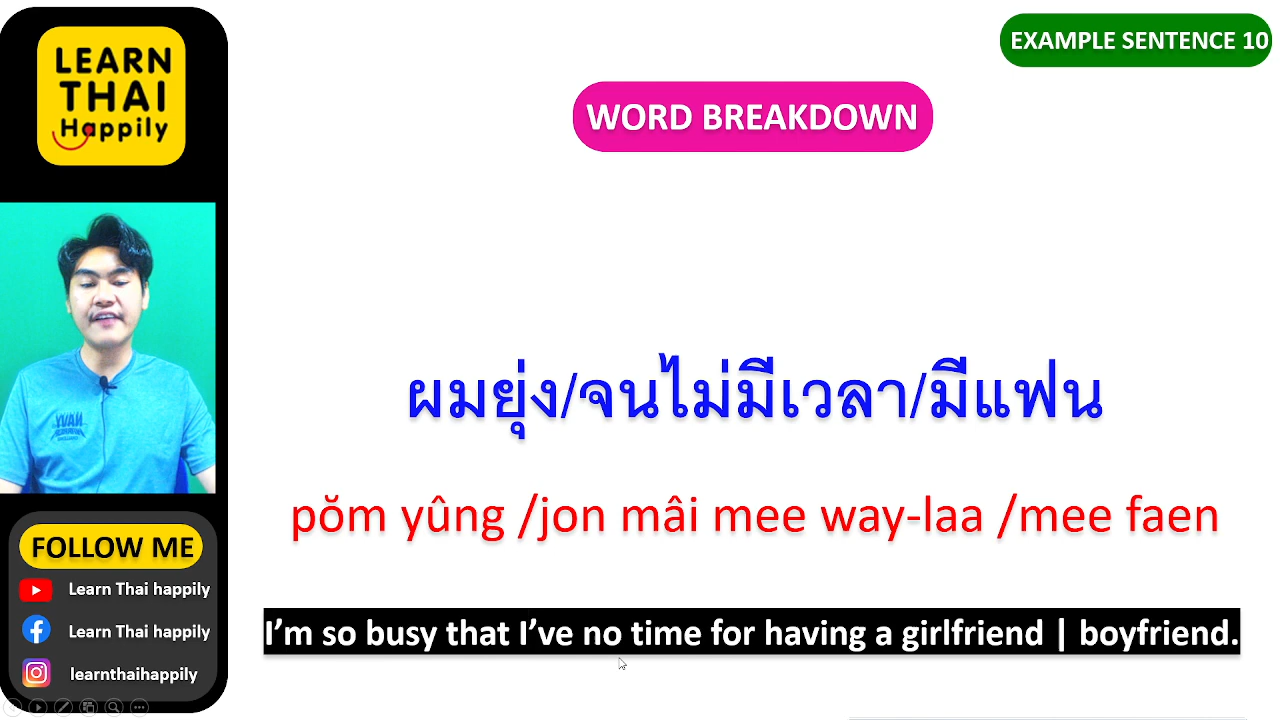 LEARN
THAI
Happily
EXAMPLE SENTENCE 10
WORD BREAKDOWN
ผมยุ่ง/จนไม่มีเวลา/มีแฟน
pŏm yûng /jon mâi mee way-laa /mee faen
I’m so busy that I’ve no time for having a girlfriend | boyfriend.
FOLLOW ME
Learn Thai happily
Learn Thai happily
learnthaihappily